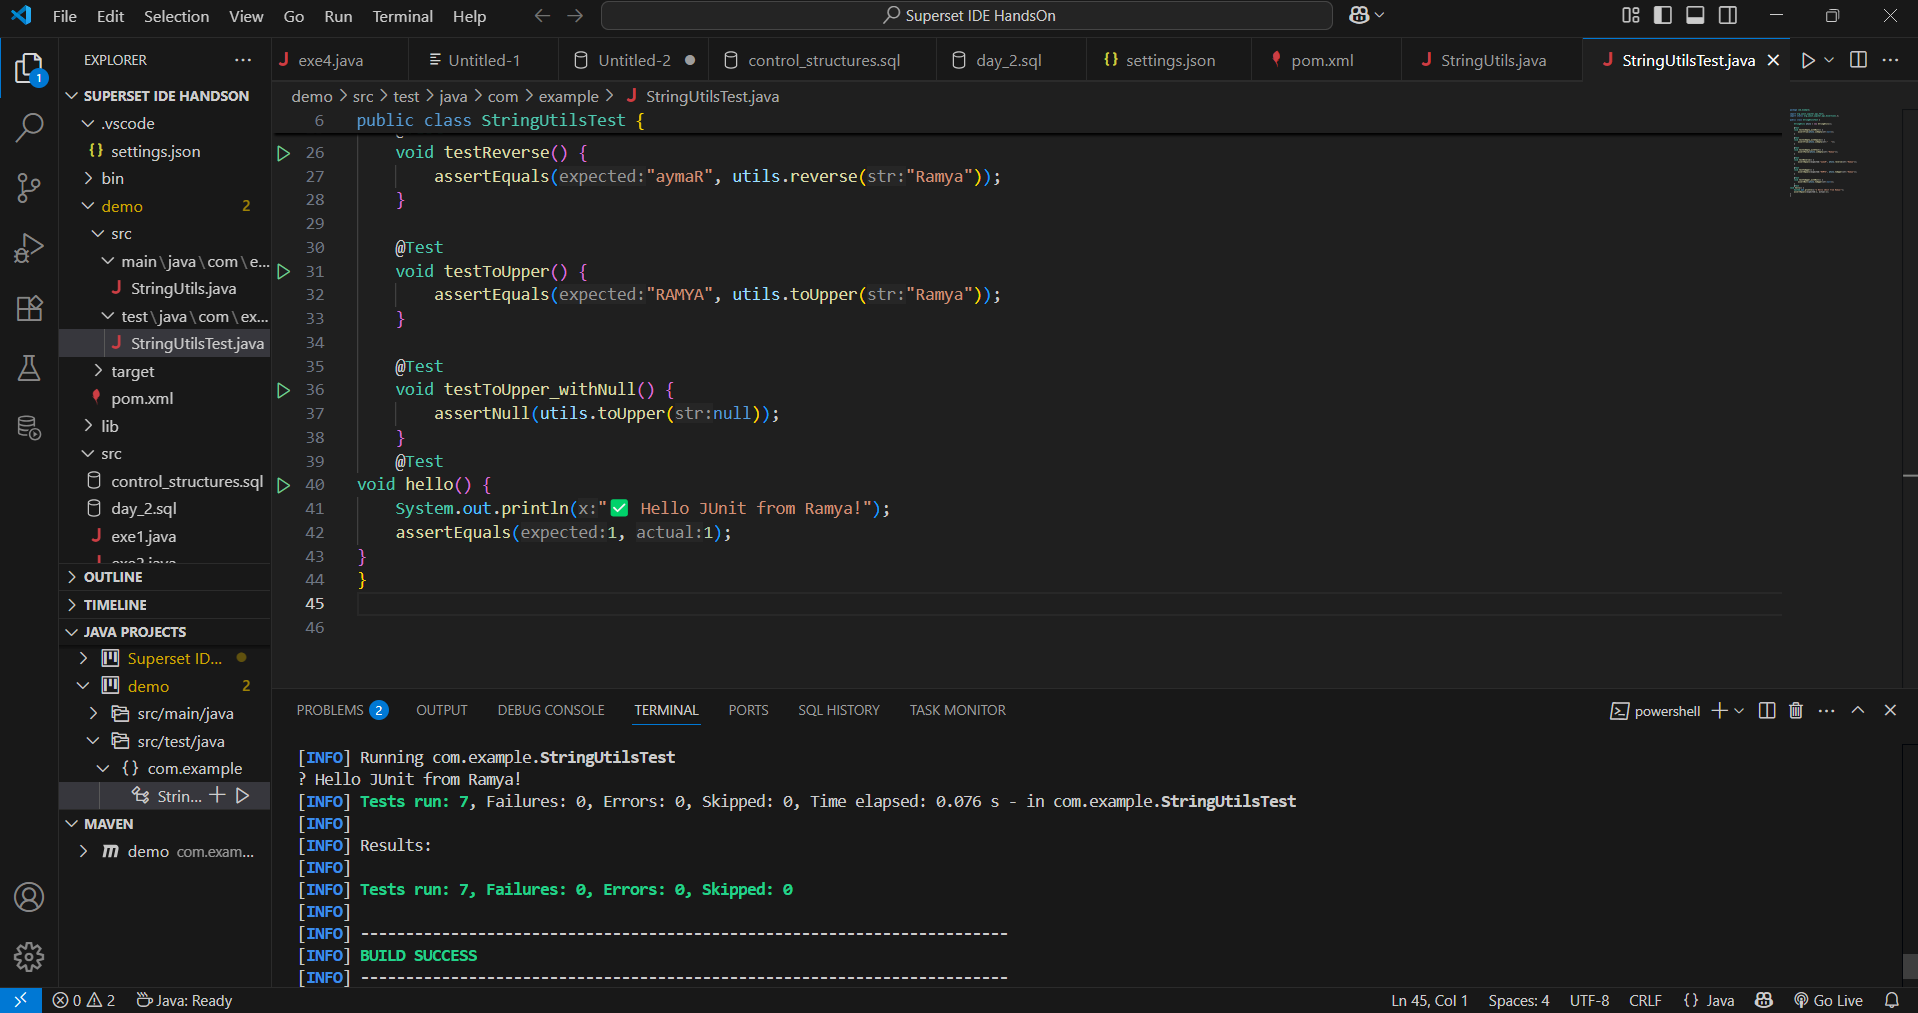 File Edit Selection View Go Run Terminal Help
Superset IDE HandsOn
EXPLORER
exe4.java
Untitled-1
Untitled-2
control_structures.sql
day_2.sql
settings.json
pom.xml
StringUtils.java
StringUtilsTest.java
demo > src > test > java > com > example > StringUtilsTest.java
1
SUPERSET IDE HANDSON
.vscode
settings.json
bin
demo 2
src
main\java\com\e...
StringUtils.java
test\java\com\ex...
StringUtilsTest.java
target
pom.xml
lib
src
control_structures.sql
day_2.sql
exe1.java
OUTLINE
TIMELINE
JAVA PROJECTS
Superset ID...
demo 2
src/main/java
src/test/java
{} com.example
Strin...
MAVEN
demo com.exam...
6 public class StringUtilsTest {
26 void testReverse() {
27 assertEquals(expected:"aymaR", utils.reverse(str:"Ramya"));
28 }
29
30 @Test
31 void testToUpper() {
32 assertEquals(expected:"RAMYA", utils.toUpper(str:"Ramya"));
33 }
34
35 @Test
36 void testToUpper_withNull() {
37 assertNull(utils.toUpper(str:null));
38 }
39 @Test
40 void hello() {
41 System.out.println(x:"✅ Hello JUnit from Ramya!");
42 assertEquals(expected:1, actual:1);
43 }
44 }
45
46
PROBLEMS 2 OUTPUT DEBUG CONSOLE TERMINAL PORTS SQL HISTORY TASK MONITOR
powershell
[INFO] Running com.example.StringUtilsTest
? Hello JUnit from Ramya!
[INFO] Tests run: 7, Failures: 0, Errors: 0, Skipped: 0, Time elapsed: 0.076 s - in com.example.StringUtilsTest
[INFO]
[INFO] Results:
[INFO]
[INFO] Tests run: 7, Failures: 0, Errors: 0, Skipped: 0
[INFO]
[INFO] ------------------------------------------------------------------------
[INFO] BUILD SUCCESS
[INFO] ------------------------------------------------------------------------
0 2 Java: Ready
Ln 45, Col 1 Spaces: 4 UTF-8 CRLF {} Java Go Live